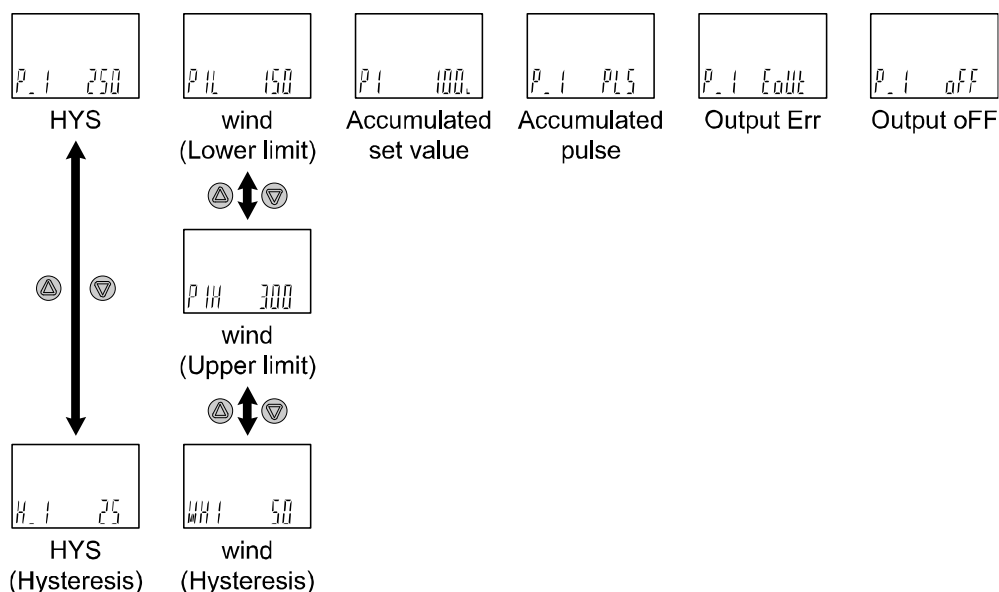 P_1 250
HYS
P1L 150
wind
(Lower limit)
P1 100.
Accumulated
set value
P_1 PLS
Accumulated
pulse
P_1 EoUt
Output Err
P_1 oFF
Output oFF
P1H 300
wind
(Upper limit)
H_1 25
HYS
(Hysteresis)
WH1 50
wind
(Hysteresis)